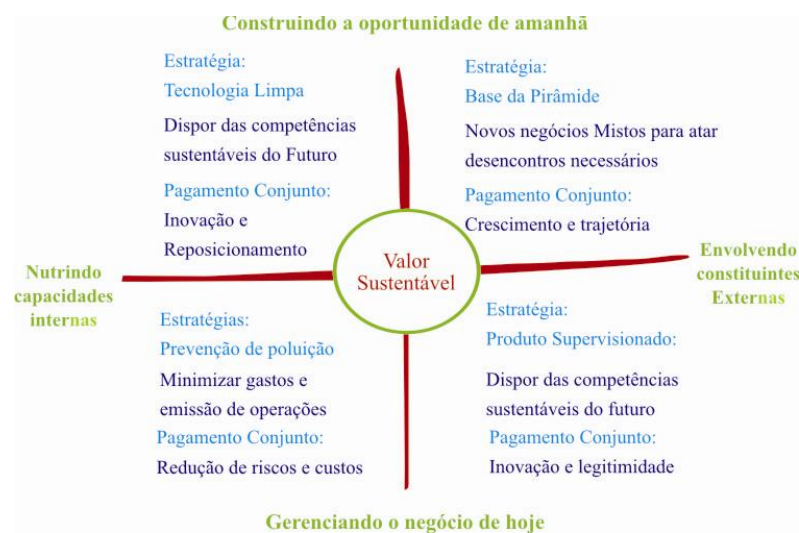 Construindo a oportunidade de amanhã
Estratégia:
Tecnologia Limpa
Dispor das competências
sustentáveis do Futuro
Pagamento Conjunto:
Inovação e
Reposicionamento
Estratégia:
Base da Pirâmide
Novos negócios Mistos para atar
desencontros necessários
Pagamento Conjunto:
Crescimento e trajetória
Nutrindo
capacidades
internas
Valor
Sustentável
Envolvendo
constituintes
Externas
Estratégias:
Prevenção de poluição
Minimizar gastos e
emissão de operações
Pagamento Conjunto:
Redução de riscos e custos
Estratégia:
Produto Supervisionado:
Dispor das competências
sustentáveis do futuro
Pagamento Conjunto:
Inovação e legitimidade
Gerenciando o negócio de hoje